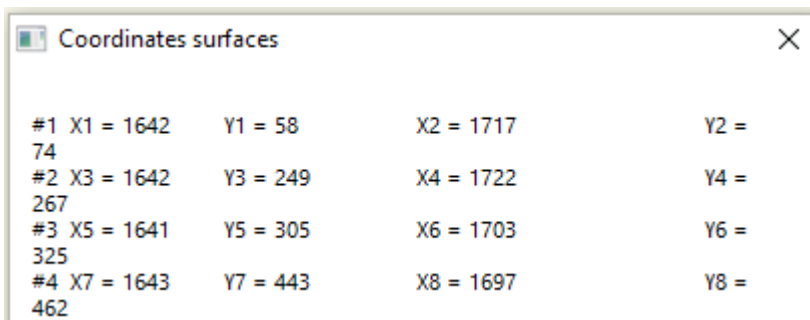 Coordinates surfaces
#1 X1 = 1642 Y1 = 58 X2 = 1717 Y2 =
74
#2 X3 = 1642 Y3 = 249 X4 = 1722 Y4 =
267
#3 X5 = 1641 Y5 = 305 X6 = 1703 Y6 =
325
#4 X7 = 1643 Y7 = 443 X8 = 1697 Y8 =
462